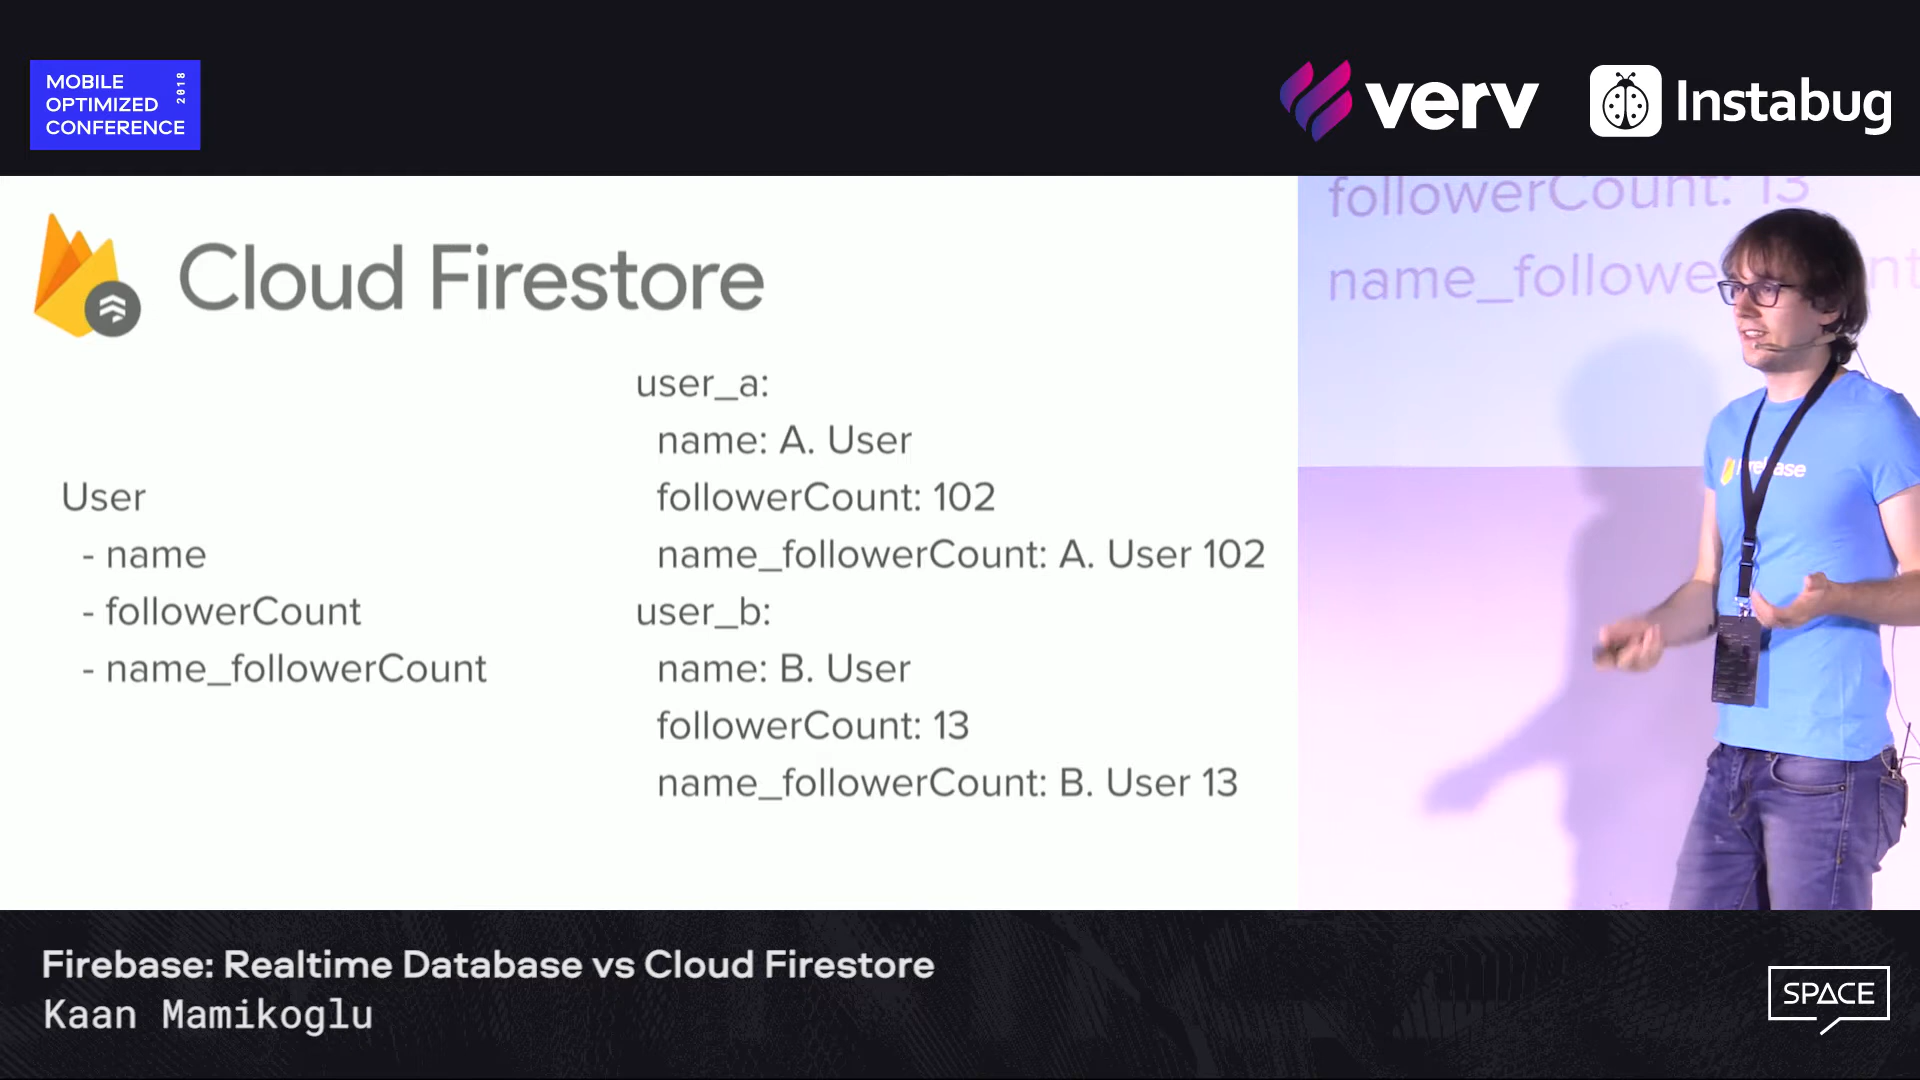 MOBILE
OPTIMIZED
CONFERENCE
2018
verv
Instabug
Cloud Firestore
User
- name
- followerCount
- name_followerCount
user_a:
name: A. User
followerCount: 102
name_followerCount: A. User 102
user_b:
name: B. User
followerCount: 13
name_followerCount: B. User 13
followerCount: 13
name_followe nt
Firebase
Firebase: Realtime Database vs Cloud Firestore
Kaan Mamikoglu
SPACE